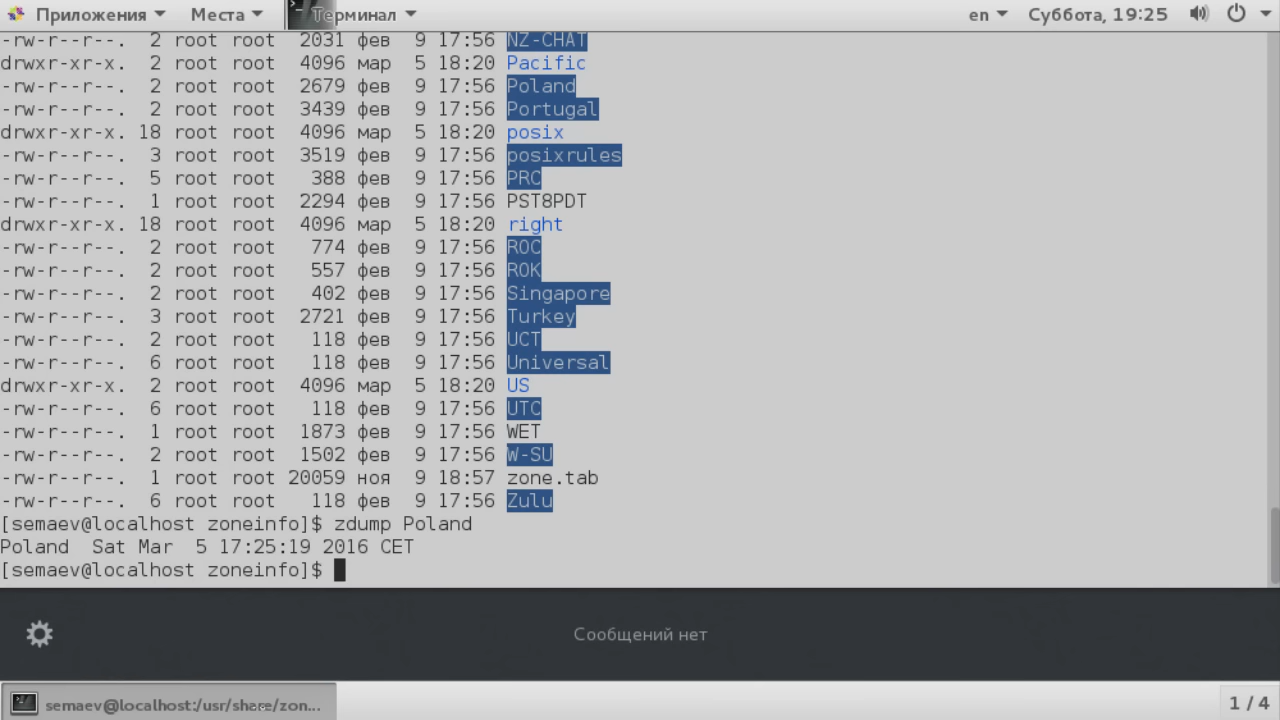 Приложения Места Терминал en Суббота, 19:25
-rw-r--r--. 2 root root 2031 фев 9 17:56 NZ-CHAT
drwxr-xr-x. 2 root root 4096 мар 5 18:20 Pacific
-rw-r--r--. 2 root root 2679 фев 9 17:56 Poland
-rw-r--r--. 2 root root 3439 фев 9 17:56 Portugal
drwxr-xr-x. 18 root root 4096 мар 5 18:20 posix
-rw-r--r--. 3 root root 3519 фев 9 17:56 posixrules
-rw-r--r--. 5 root root 388 фев 9 17:56 PRC
-rw-r--r--. 1 root root 2294 фев 9 17:56 PST8PDT
drwxr-xr-x. 18 root root 4096 мар 5 18:20 right
-rw-r--r--. 2 root root 774 фев 9 17:56 ROC
-rw-r--r--. 2 root root 557 фев 9 17:56 ROK
-rw-r--r--. 2 root root 402 фев 9 17:56 Singapore
-rw-r--r--. 3 root root 2721 фев 9 17:56 Turkey
-rw-r--r--. 2 root root 118 фев 9 17:56 UCT
-rw-r--r--. 6 root root 118 фев 9 17:56 Universal
drwxr-xr-x. 2 root root 4096 мар 5 18:20 US
-rw-r--r--. 6 root root 118 фев 9 17:56 UTC
-rw-r--r--. 1 root root 1873 фев 9 17:56 WET
-rw-r--r--. 2 root root 1502 фев 9 17:56 W-SU
-rw-r--r--. 1 root root 20059 ноя 9 18:57 zone.tab
-rw-r--r--. 6 root root 118 фев 9 17:56 Zulu
[semaev@localhost zoneinfo]$ zdump Poland
Poland Sat Mar 5 17:25:19 2016 CET
[semaev@localhost zoneinfo]$
Сообщений нет
semaev@localhost:/usr/share/zon... 1 / 4